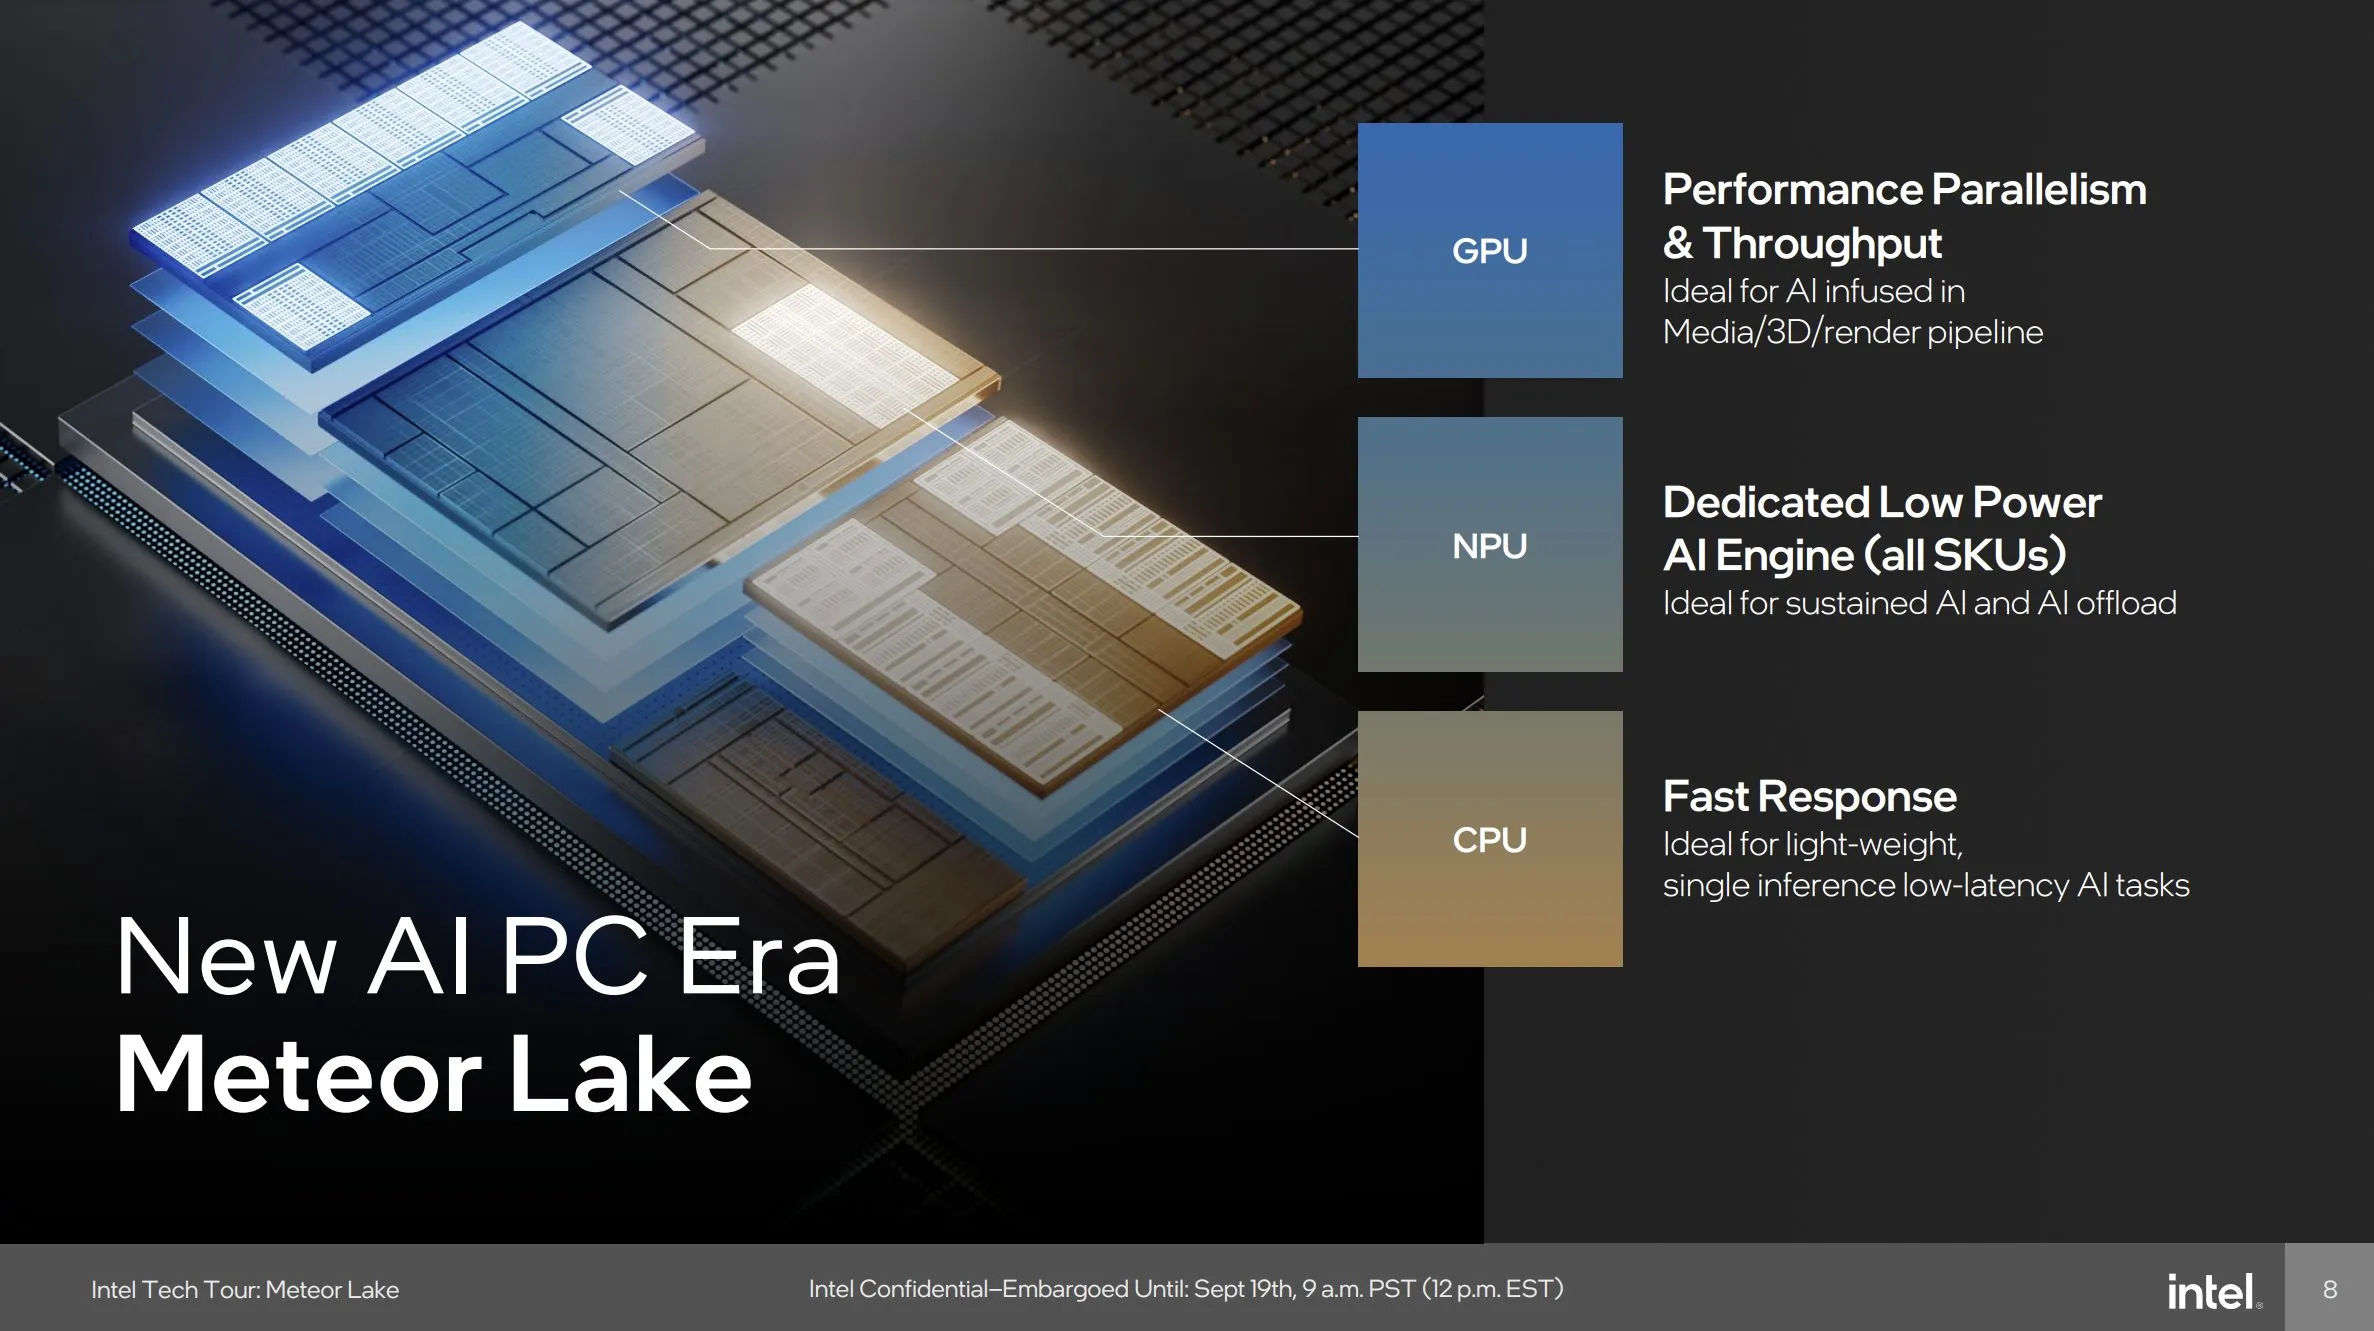 GPU
Performance Parallelism
& Throughput
Ideal for AI infused in
Media/3D/render pipeline
NPU
Dedicated Low Power
AI Engine (all SKUs)
Ideal for sustained AI and AI offload
CPU
Fast Response
Ideal for light-weight,
single inference low-latency AI tasks
New AI PC Era
Meteor Lake
Intel Tech Tour: Meteor Lake
Intel Confidential—Embargoed Until: Sept 19th, 9 a.m. PST (12 p.m. EST)
intel®
8